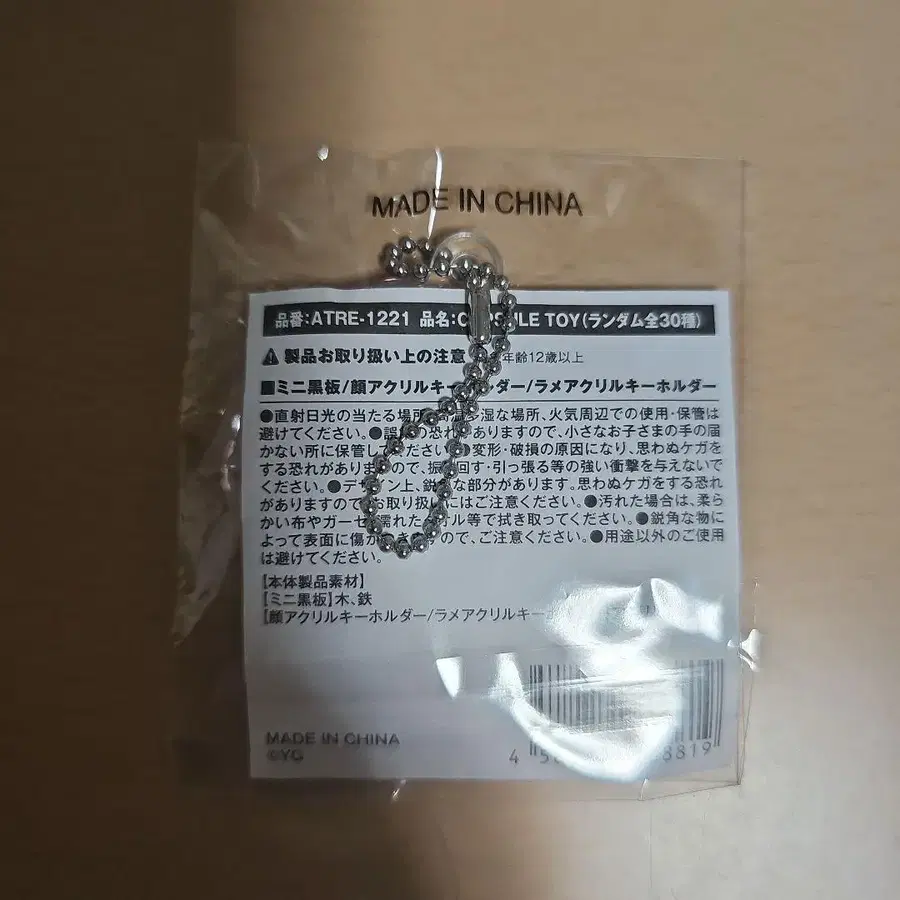 MADE IN CHINA
品番:ATRE-1221 品名: TOY(ランダム全30種)
製品お取り扱い上の注意 年齢12歳以上
■ミニ黒板/顔アクリルキー ダー/ラメアクリルキーホルダー
●直射日光の当たる場所、 湿な場所、火気周辺での使用・保管は
避けてください。● の恐れ ありますので、小さなお子さまの手の届
かない所に保管して ださい 変形・破損の原因になり、思わぬケガを
する恐れがありますので、振 回す・引っ張る等の強い衝撃を与えないで
ください。●デザイン上、鋭 な部分があります。思わぬケガをする恐れ
がありますので、お取り扱い にはご注意ください。●汚れた場合は、柔ら
かい布やガーゼ 濡れた ル等で拭き取ってください。●鋭角な物に
よって表面に傷が ので、ご注意ください。●用途以外のご使用
は避けてください。
【本体製品素材】
【ミニ黒板】木、鉄
【顔アクリルキーホルダー/ラメアクリルキー
MADE IN CHINA
©YG
4 8819